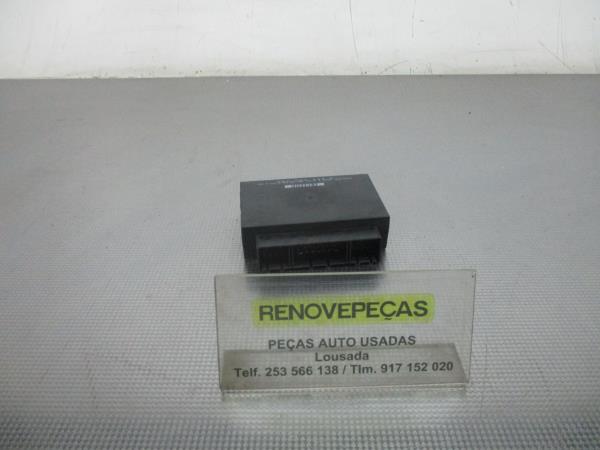 RENOVEPEÇAS
PEÇAS AUTO USADAS
Lousada
Telf. 253 566 138 / Tlm. 917 152 020